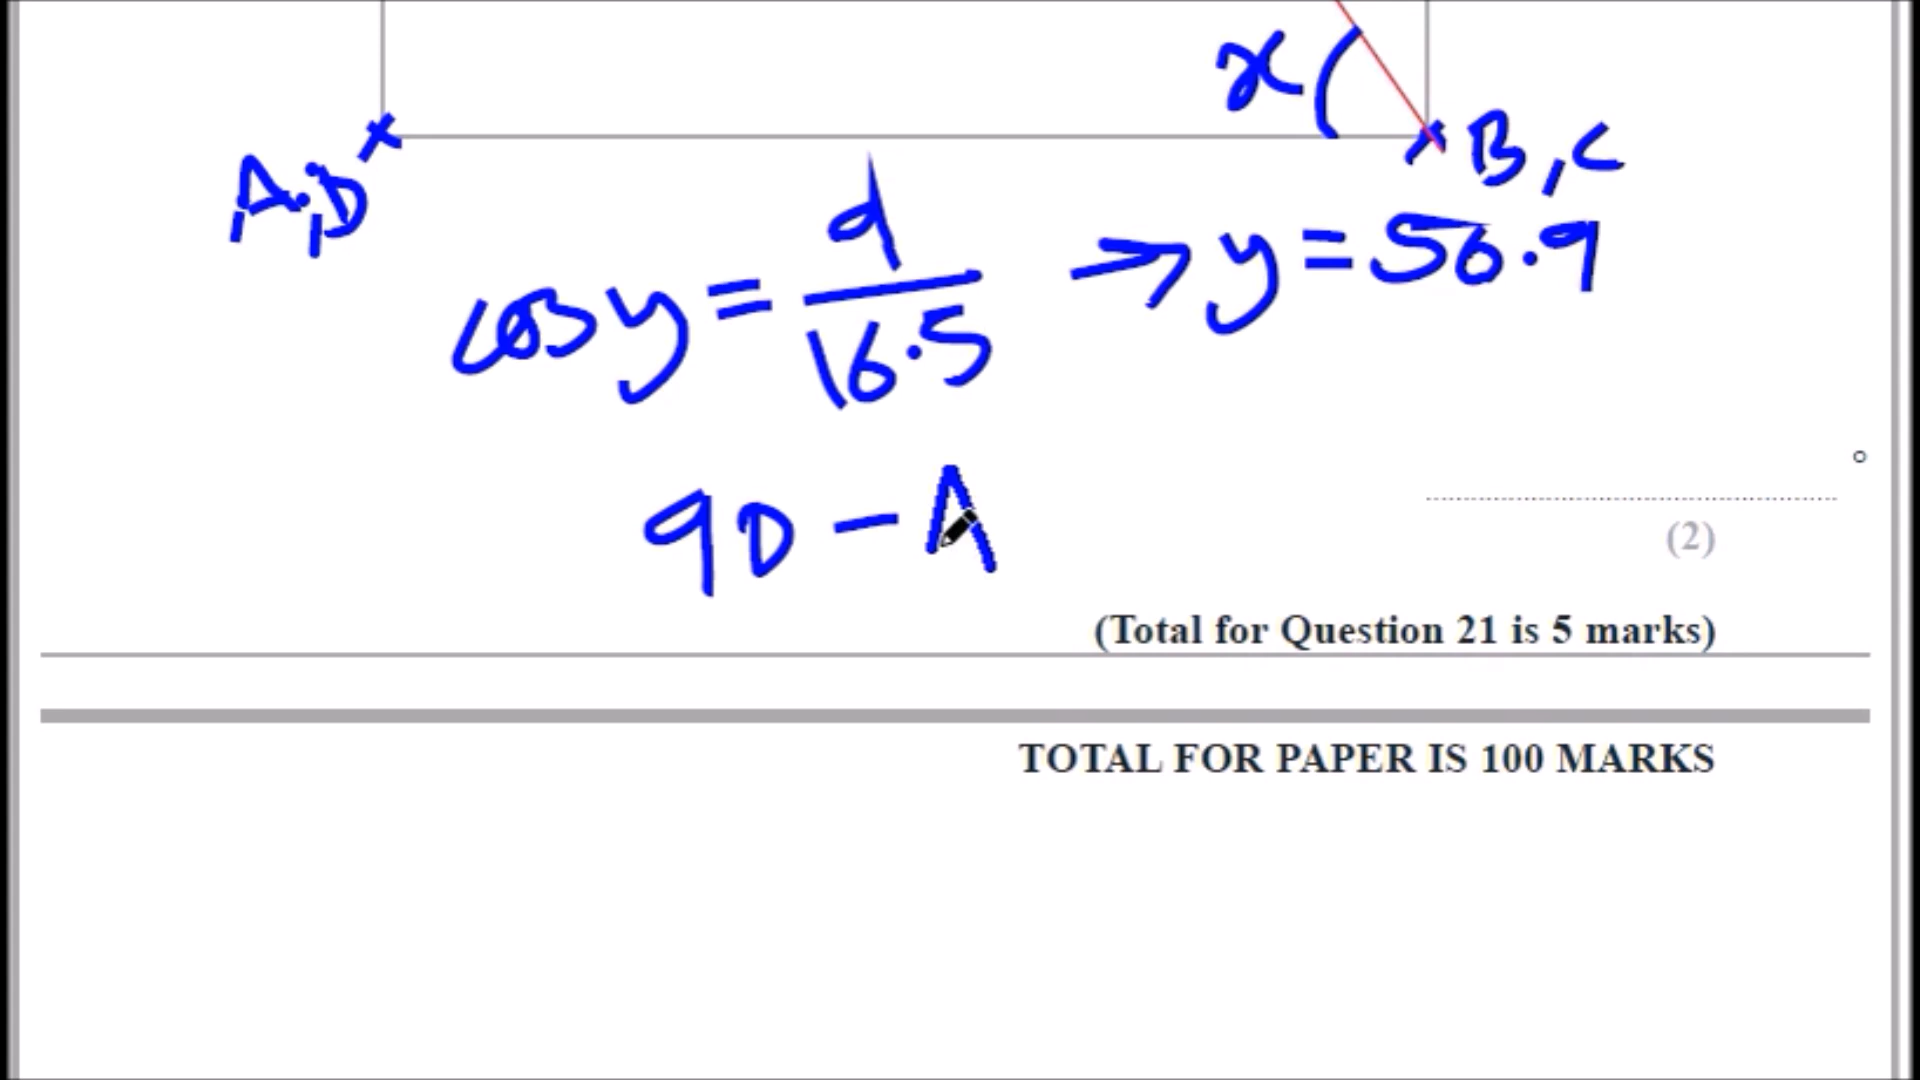 x
A,D
B,C
cos y = d/16.5 → y = 56.9
90 - A
°
(2)
(Total for Question 21 is 5 marks)
TOTAL FOR PAPER IS 100 MARKS